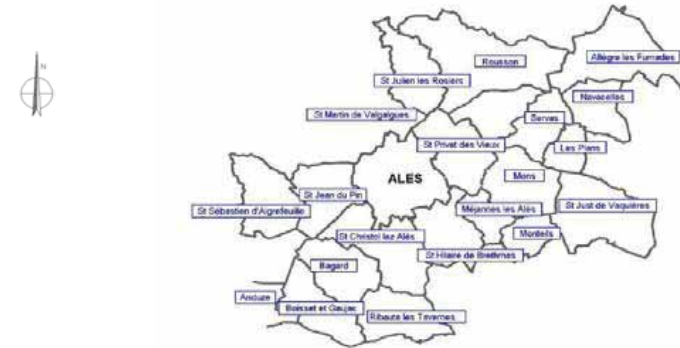 N
Rousson
Allègre les Fumades
St Julien les Rosiers
Navacelles
St Martin de Valgalgues
Servas
St Privat des Vieux
Les Plans
ALES
Mons
St Jean du Pin
St Sébastien d'Aigrefeuille
Méjannes les Alès
St Just de Vaquières
St Christol lez Alès
Monteils
St Hilaire de Brethmas
Bagard
Anduze
Boisset et Gaujac
Ribaute les Tavernes